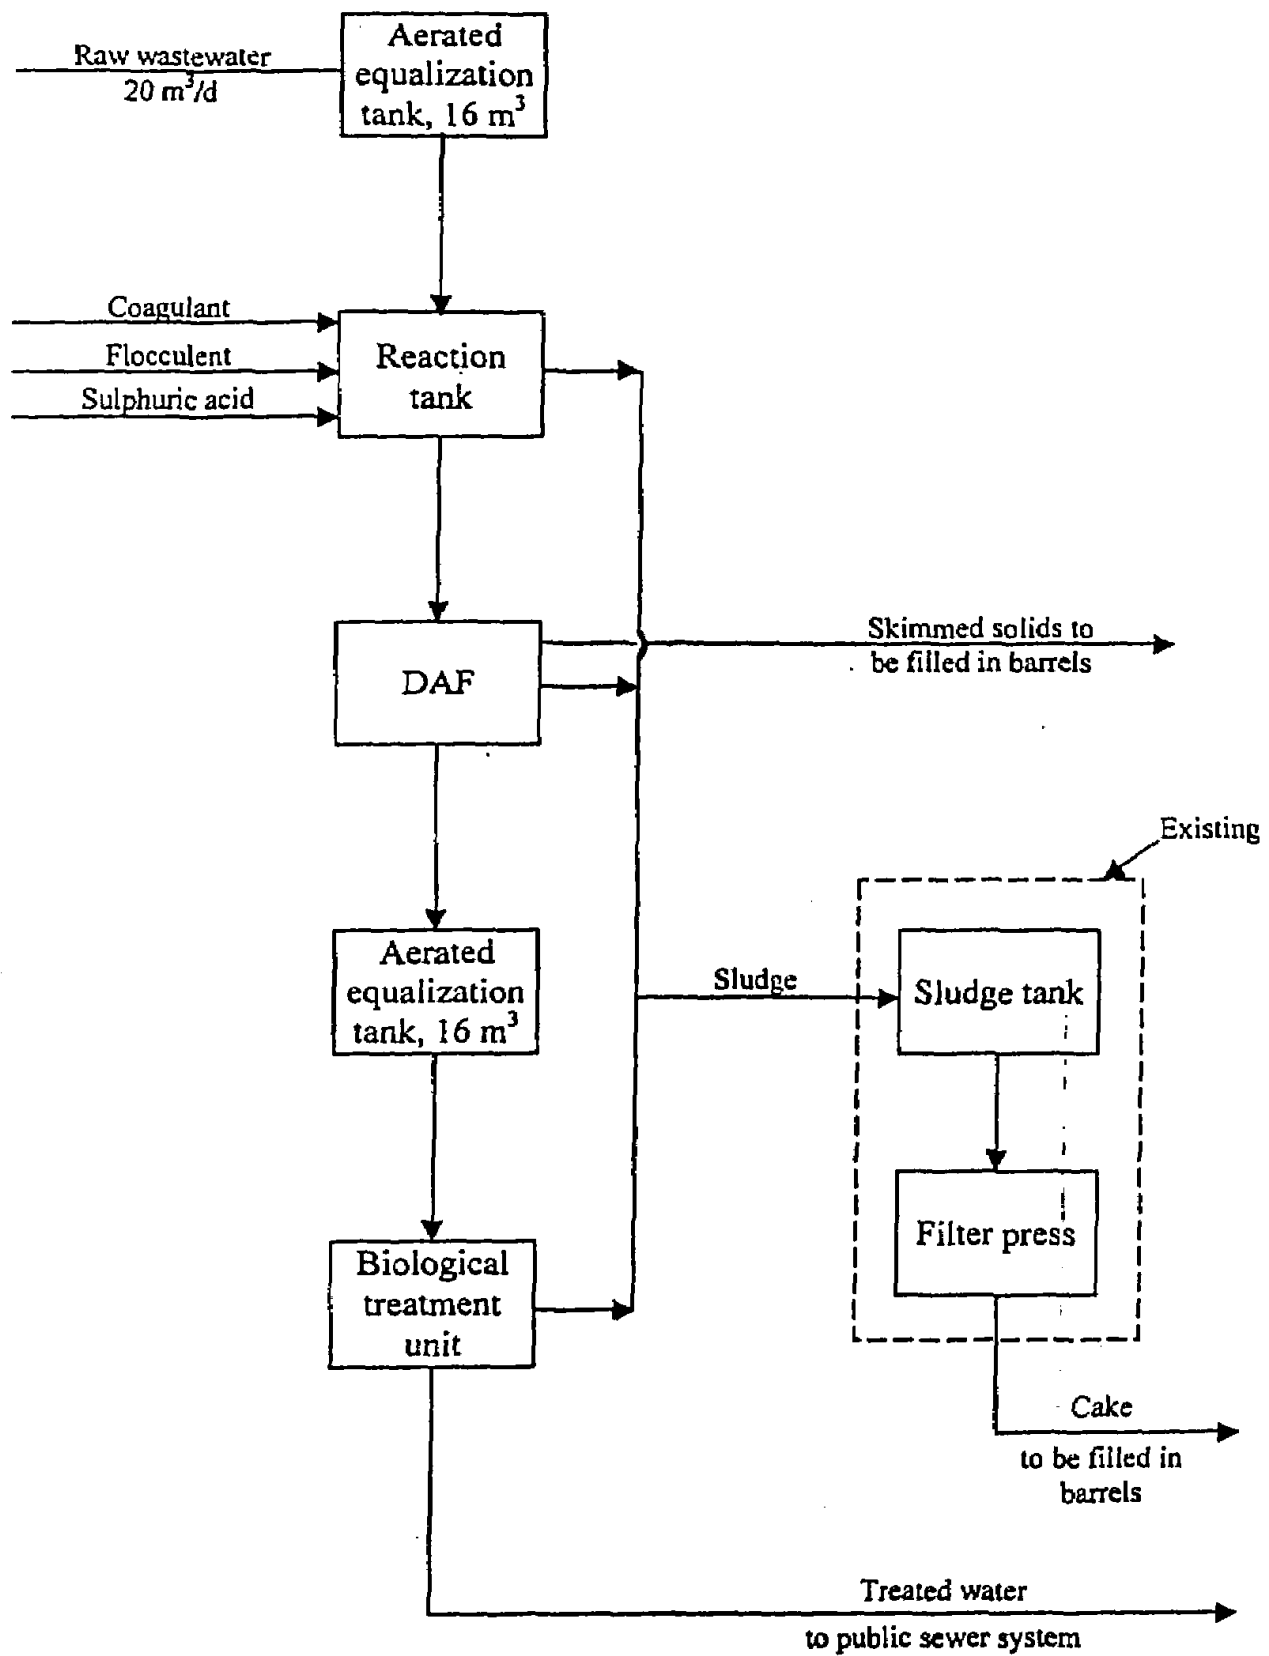 Aerated
equalization
tank, 16 m³
Raw wastewater
20 m³/d
Coagulant
Flocculent
Sulphuric acid
Reaction
tank
DAF
Skimmed solids to
be filled in barrels
Existing
Aerated
equalization
tank, 16 m³
Sludge
Sludge tank
Filter press
Biological
treatment
unit
Cake
to be filled in
barrels
Treated water
to public sewer system